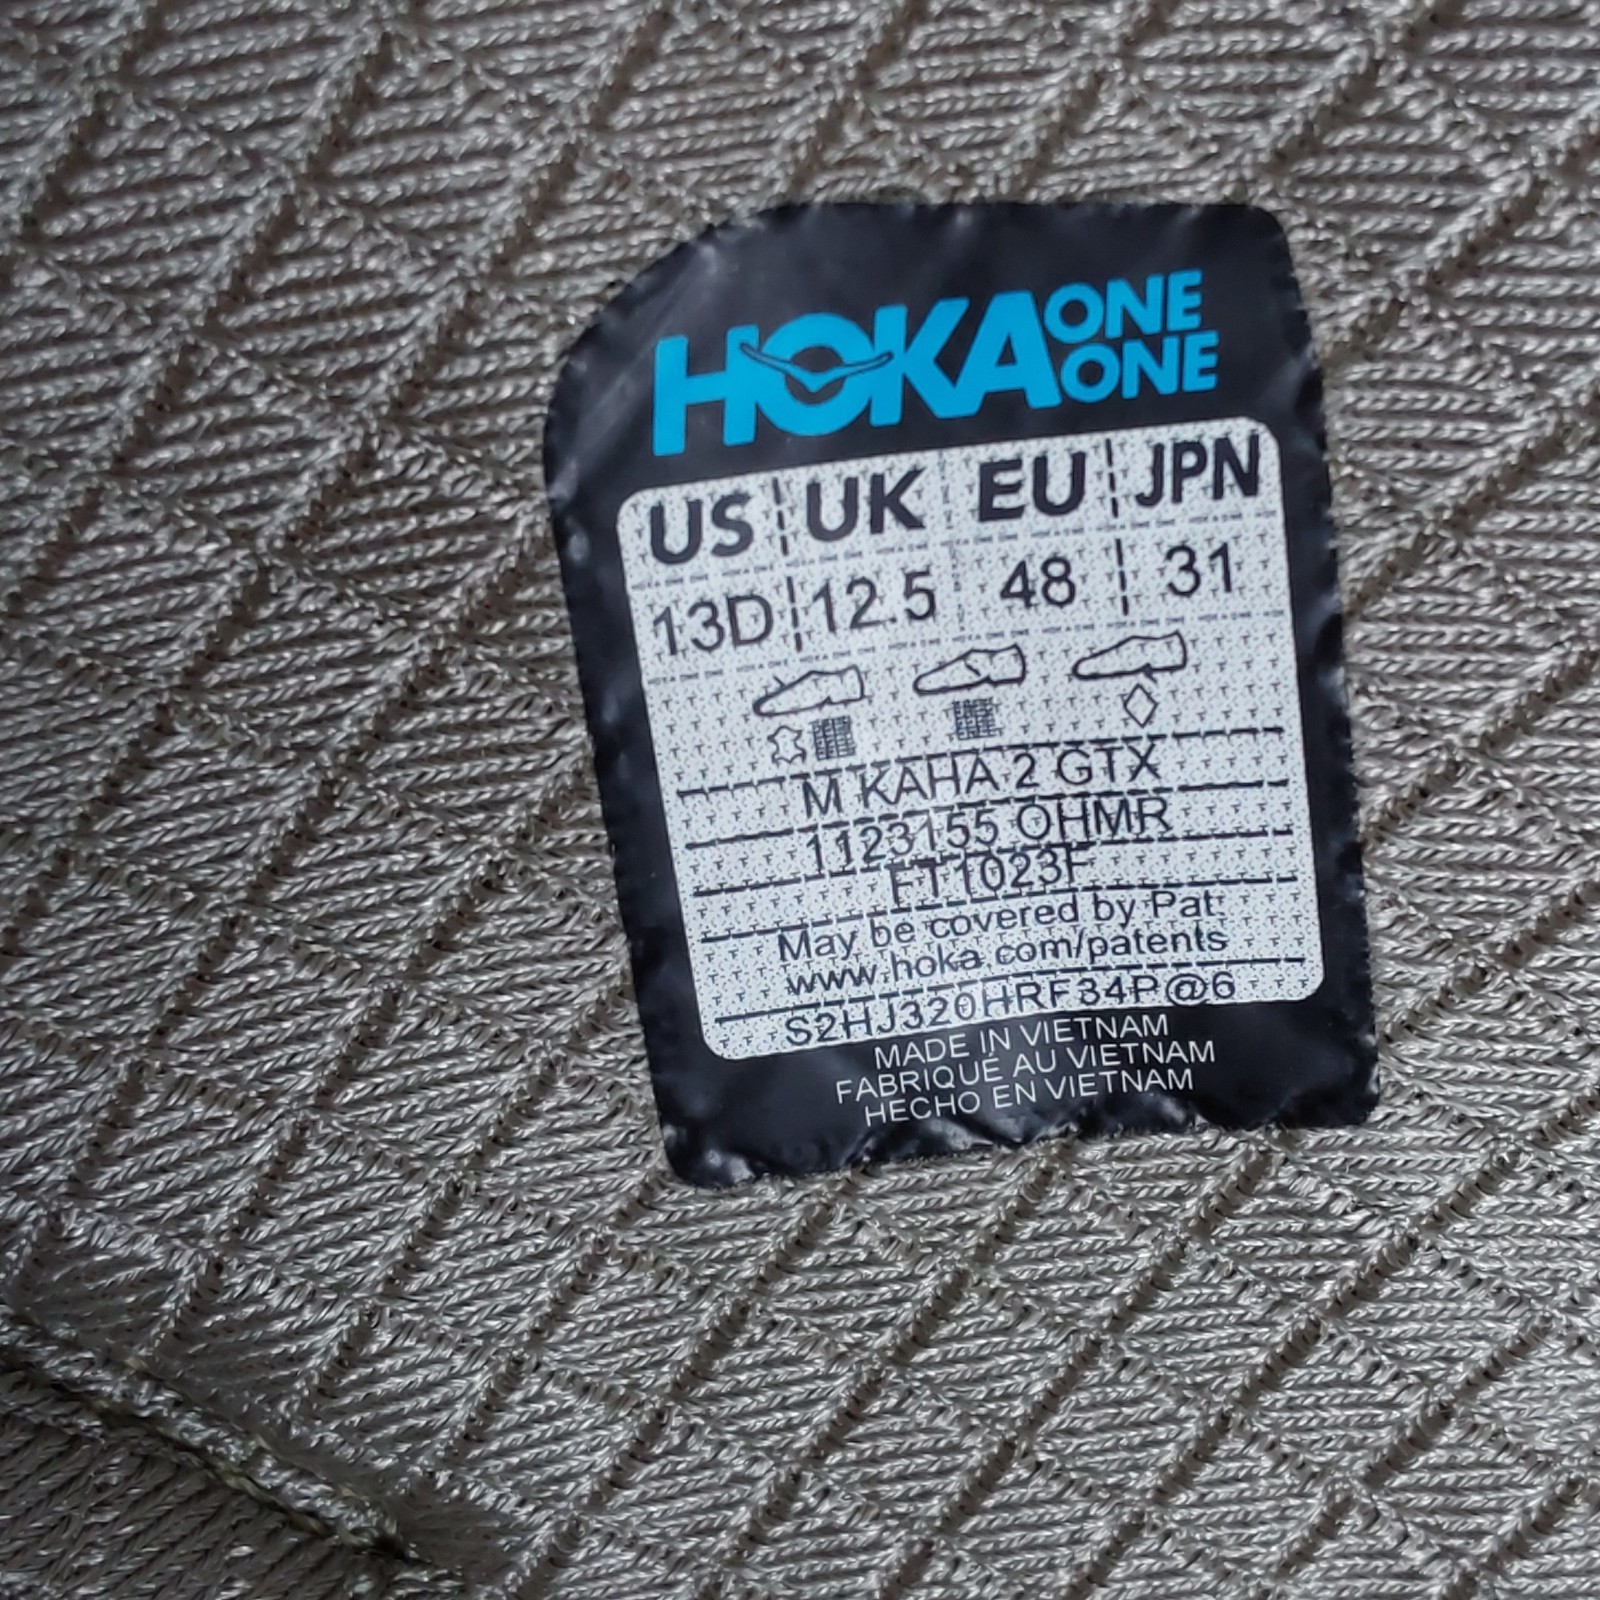 HOKA ONE ONE
US UK EU JPN
13D 12.5 48 31
M KAHA 2 GTX
1123155 OHMR
FT1023F
May be covered by Pat:
www.hoka.com/patents
S2HJ320HRF34P@6
MADE IN VIETNAM
FABRIQUÉ AU VIETNAM
HECHO EN VIETNAM